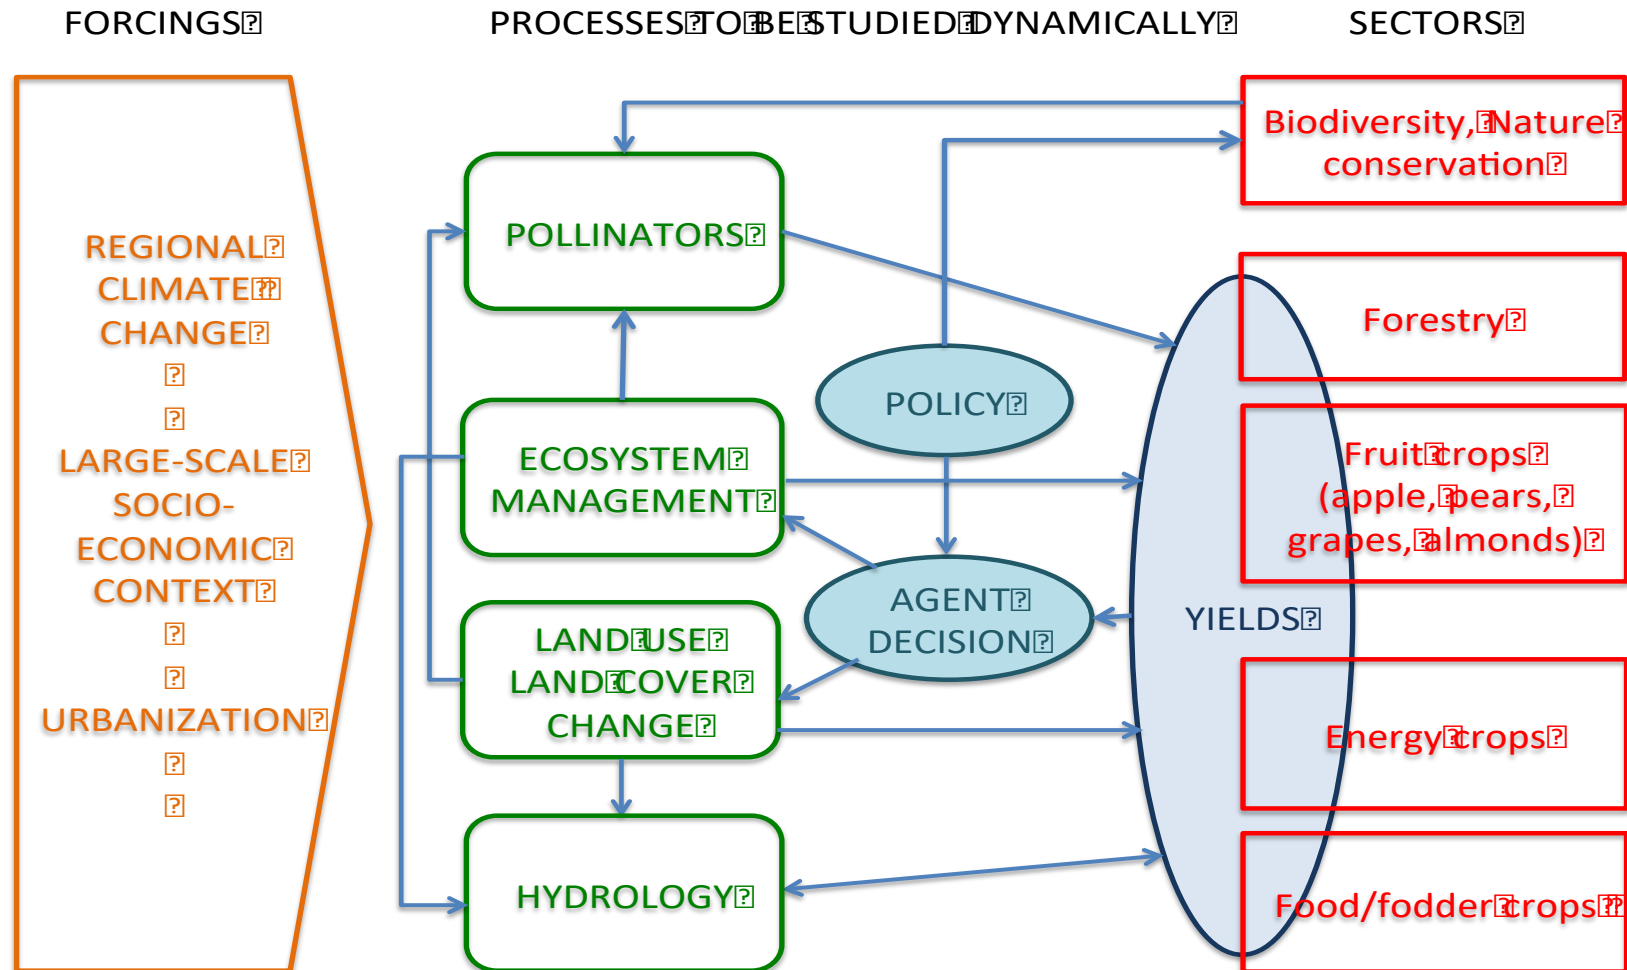 FORCINGS
PROCESSES TO BE STUDIED DYNAMICALLY
SECTORS
REGIONAL
CLIMATE
CHANGE
LARGE-SCALE
SOCIO-
ECONOMIC
CONTEXT
URBANIZATION
POLLINATORS
ECOSYSTEM
MANAGEMENT
LAND USE
LAND COVER
CHANGE
HYDROLOGY
POLICY
AGENT
DECISION
YIELDS
Biodiversity, Nature
conservation
Forestry
Fruit crops
(apple, pears,
grapes, almonds)
Energy crops
Food/fodder crops